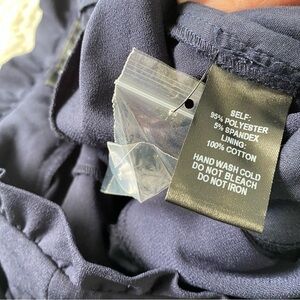 SELF:
95% POLYESTER
5% SPANDEX
LINING:
100% COTTON
HAND WASH COLD
DO NOT BLEACH
DO NOT IRON